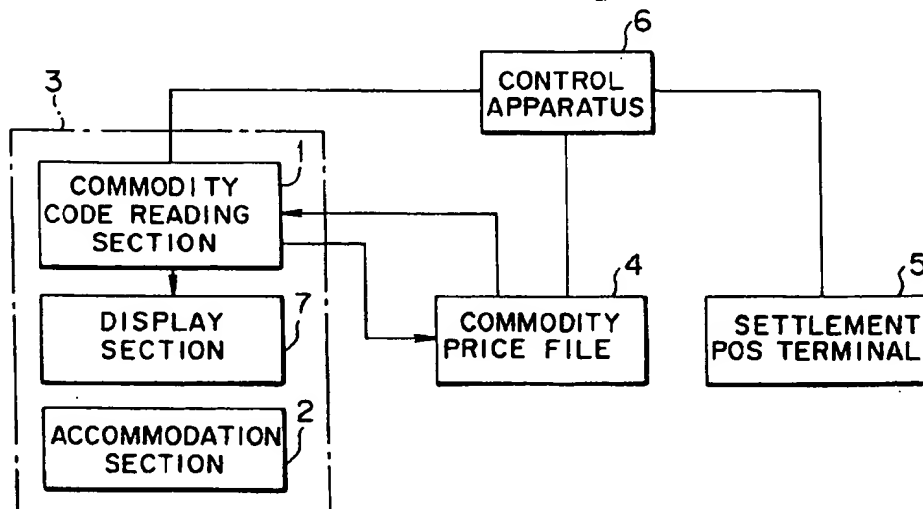 6
CONTROL
APPARATUS
3
1
COMMODITY
CODE READING
SECTION
4
5
7
DISPLAY
SECTION
COMMODITY
PRICE FILE
SETTLEMENT
POS TERMINAL
2
ACCOMMODATION
SECTION